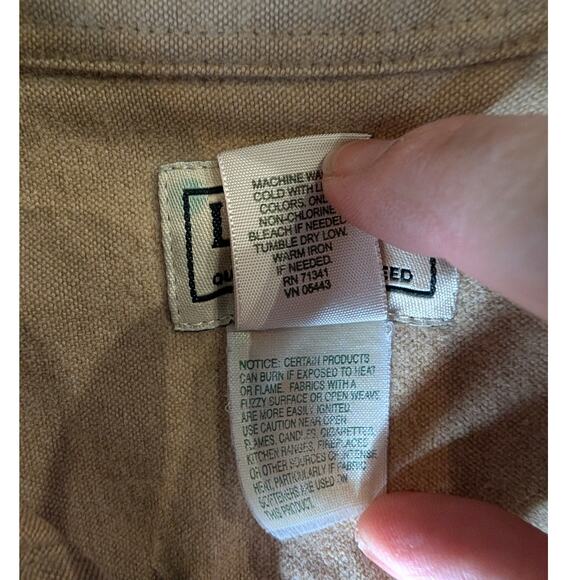 MACHINE WA
COLD WITH LI
COLORS. ONL
NON-CHLORINE
BLEACH IF NEEDED.
TUMBLE DRY LOW.
WARM IRON
IF NEEDED.
RN 71341
VN 05443
L
QU
EED
NOTICE: CERTAIN PRODUCTS
CAN BURN IF EXPOSED TO HEAT
OR FLAME. FABRICS WITH A
FUZZY SURFACE OR OPEN WEAVE
ARE MORE EASILY IGNITED.
USE CAUTION NEAR OPEN
FLAMES, CANDLES, CIGARETTES,
KITCHEN RANGES, FIREPLACES
OR OTHER SOURCES OF INTENSE
HEAT, PARTICULARLY IF FABRIC
SOFTENERS ARE USED ON
THIS PRODUCT.